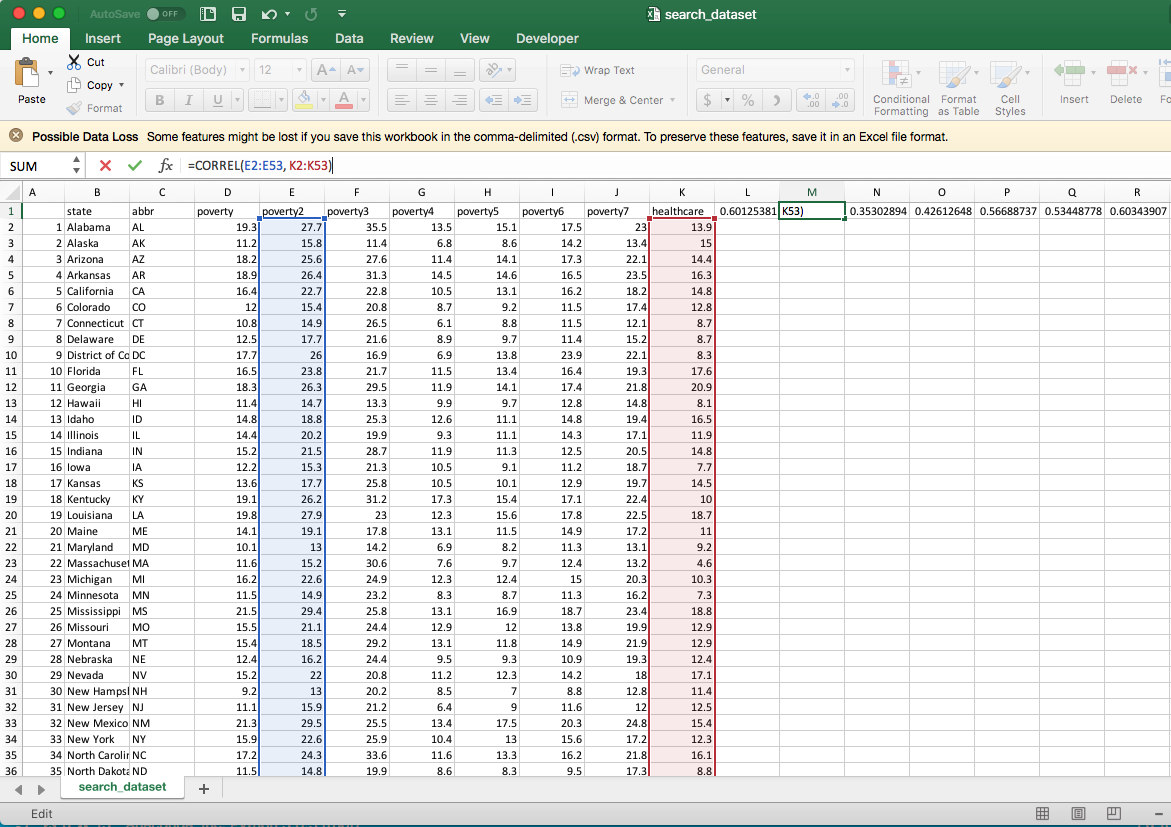 AutoSave OFF search_dataset
Home Insert Page Layout Formulas Data Review View Developer
Paste Cut Copy Format
Calibri (Body) 12 A A
B I U A
Wrap Text Merge & Center
General
$ %
Conditional Formatting Format as Table Cell Styles Insert Delete
Possible Data Loss Some features might be lost if you save this workbook in the comma-delimited (.csv) format. To preserve these features, save it in an Excel file format.
SUM fx =CORREL(E2:E53, K2:K53)
A B C D E F G H I J K L M N O P Q R
1 state abbr poverty poverty2 poverty3 poverty4 poverty5 poverty6 poverty7 healthcare 0.60125381 K53) 0.35302894 0.42612648 0.56688737 0.53448778 0.60343907
2 1 Alabama AL 19.3 27.7 35.5 13.5 15.1 17.5 23 13.9
3 2 Alaska AK 11.2 15.8 11.4 6.8 8.6 14.2 13.4 15
4 3 Arizona AZ 18.2 25.6 27.6 11.4 14.1 17.3 22.1 14.4
5 4 Arkansas AR 18.9 26.4 31.3 14.5 14.6 16.5 23.5 16.3
6 5 California CA 16.4 22.7 22.8 10.5 13.1 16.2 18.2 14.8
7 6 Colorado CO 12 15.4 20.8 8.7 9.2 11.5 17.4 12.8
8 7 Connecticut CT 10.8 14.9 26.5 6.1 8.8 11.5 12.1 8.7
9 8 Delaware DE 12.5 17.7 21.6 8.9 9.7 11.4 15.2 8.7
10 9 District of Co DC 17.7 26 16.9 6.9 13.8 23.9 22.1 8.3
11 10 Florida FL 16.5 23.8 21.7 11.5 13.4 16.4 19.3 17.6
12 11 Georgia GA 18.3 26.3 29.5 11.9 14.1 17.4 21.8 20.9
13 12 Hawaii HI 11.4 14.7 13.3 9.9 9.7 12.8 14.8 8.1
14 13 Idaho ID 14.8 18.8 25.3 12.6 11.1 14.8 19.4 16.5
15 14 Illinois IL 14.4 20.2 19.9 9.3 11.1 14.3 17.1 11.9
16 15 Indiana IN 15.2 21.5 28.7 11.9 11.3 12.5 20.5 14.8
17 16 Iowa IA 12.2 15.3 21.3 10.5 9.1 11.2 18.7 7.7
18 17 Kansas KS 13.6 17.7 25.8 10.5 10.1 12.9 19.7 14.5
19 18 Kentucky KY 19.1 26.2 31.2 17.3 15.4 17.1 22.4 10
20 19 Louisiana LA 19.8 27.9 23 12.3 15.6 17.8 22.5 18.7
21 20 Maine ME 14.1 19.1 17.8 13.1 11.5 14.9 17.2 11
22 21 Maryland MD 10.1 13 14.2 6.9 8.2 11.3 13.1 9.2
23 22 Massachuset MA 11.6 15.2 30.6 7.6 9.7 12.4 13.2 4.6
24 23 Michigan MI 16.2 22.6 24.9 12.3 12.4 15 20.3 10.3
25 24 Minnesota MN 11.5 14.9 23.2 8.3 8.7 11.3 16.2 7.3
26 25 Mississippi MS 21.5 29.4 25.8 13.1 16.9 18.7 23.4 18.8
27 26 Missouri MO 15.5 21.1 24.4 12.9 12 13.8 19.9 12.9
28 27 Montana MT 15.4 18.5 29.2 13.1 11.8 14.9 21.9 12.9
29 28 Nebraska NE 12.4 16.2 24.4 9.5 9.3 10.9 19.3 12.4
30 29 Nevada NV 15.2 22 20.8 11.2 12.3 14.2 18 17.1
31 30 New Hampsl NH 9.2 13 20.2 8.5 7 8.8 12.8 11.4
32 31 New Jersey NJ 11.1 15.9 21.2 6.4 9 11.6 12 12.5
33 32 New Mexico NM 21.3 29.5 25.5 13.4 17.5 20.3 24.8 15.4
34 33 New York NY 15.9 22.6 25.9 10.4 13 15.6 17.2 12.3
35 34 North Carolir NC 17.2 24.3 33.6 11.6 13.3 16.2 21.8 16.1
36 35 North Dakota ND 11.5 14.8 19.9 8.6 8.3 9.5 17.3 8.8
search_dataset +
Edit